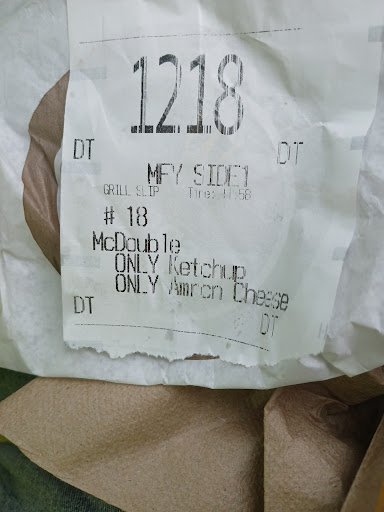 1218
DT DT
MFY SIDE1
GRILL SLIP
# 18
McDouble
ONLY Ketchup
ONLY Amrcn Cheese
DT
DT